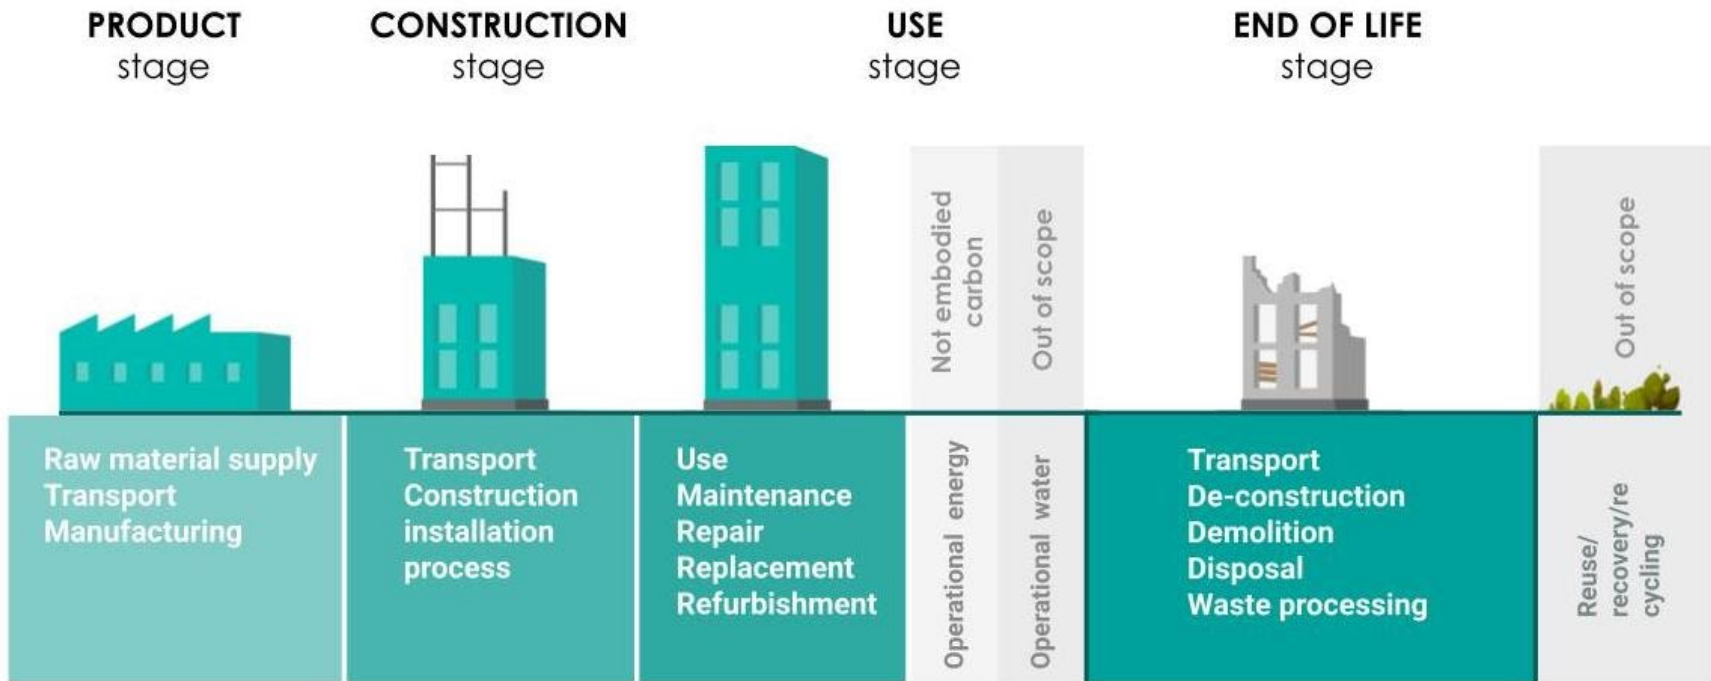 PRODUCT
stage
CONSTRUCTION
stage
USE
stage
END OF LIFE
stage
Not embodied
carbon
Out of scope
Out of scope
Raw material supply
Transport
Manufacturing
Transport
Construction
installation
process
Use
Maintenance
Repair
Replacement
Refurbishment
Operational energy
Operational water
Transport
De-construction
Demolition
Disposal
Waste processing
Reuse/
recovery/re
cycling